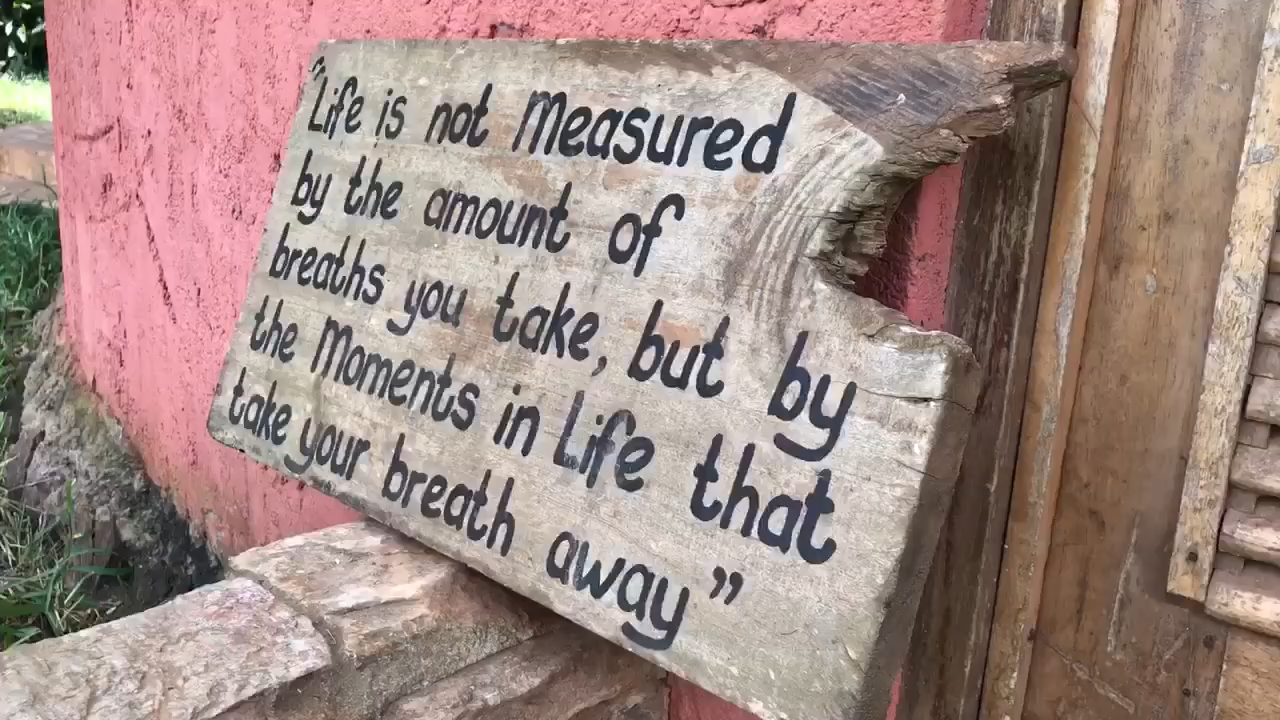 "Life is not Measured
by the amount of
breaths you take, but by
the Moments in Life that
take your breath away"